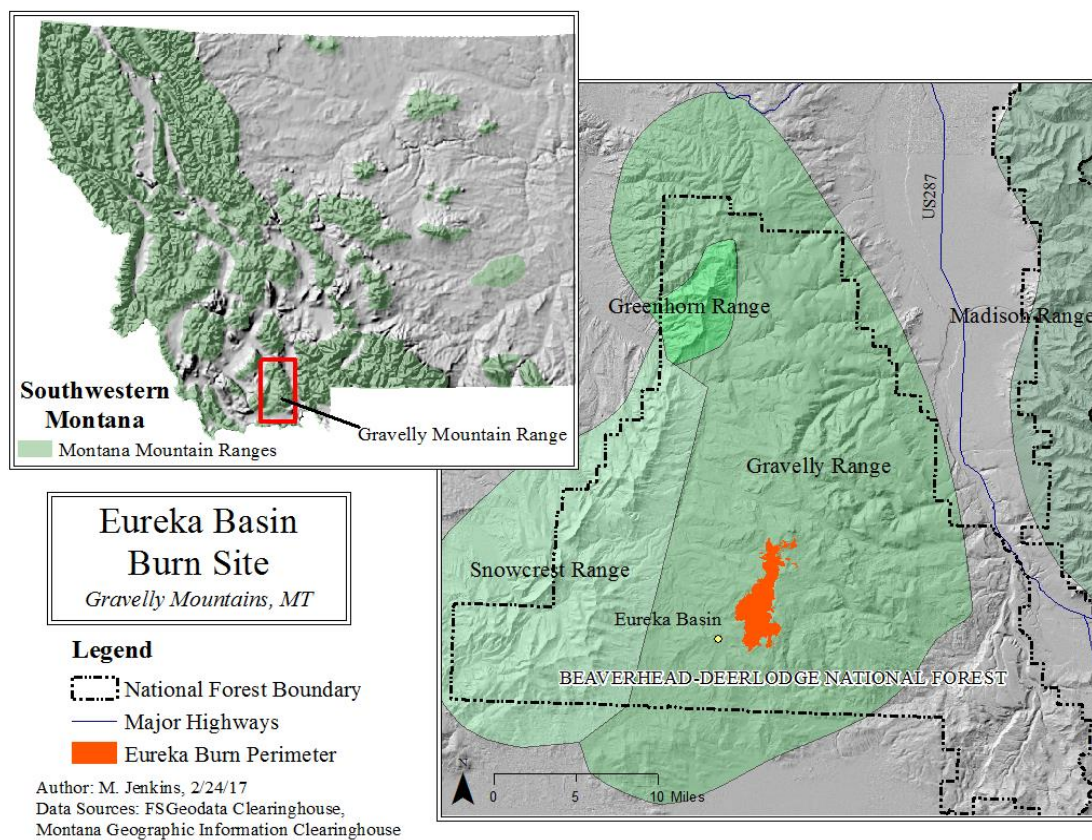 Southwestern
Montana
Montana Mountain Ranges
Gravelly Mountain Range
US287
Greenhorn Range
Madison Range
Gravelly Range
Snowcrest Range
Eureka Basin
BEAVERHEAD-DEERLODGE NATIONAL FOREST
N
0 5 10 Miles
Eureka Basin
Burn Site
Gravelly Mountains, MT
Legend
National Forest Boundary
Major Highways
Eureka Burn Perimeter
Author: M. Jenkins, 2/24/17
Data Sources: FSGeodata Clearinghouse,
Montana Geographic Information Clearinghouse